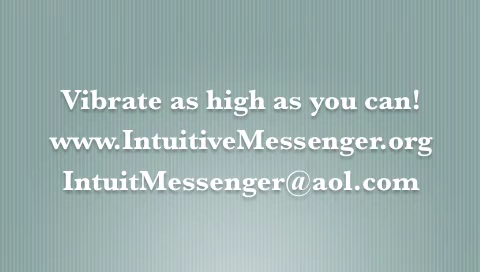 Vibrate as high as you can!
www.IntuitiveMessenger.org
IntuitMessenger@aol.com